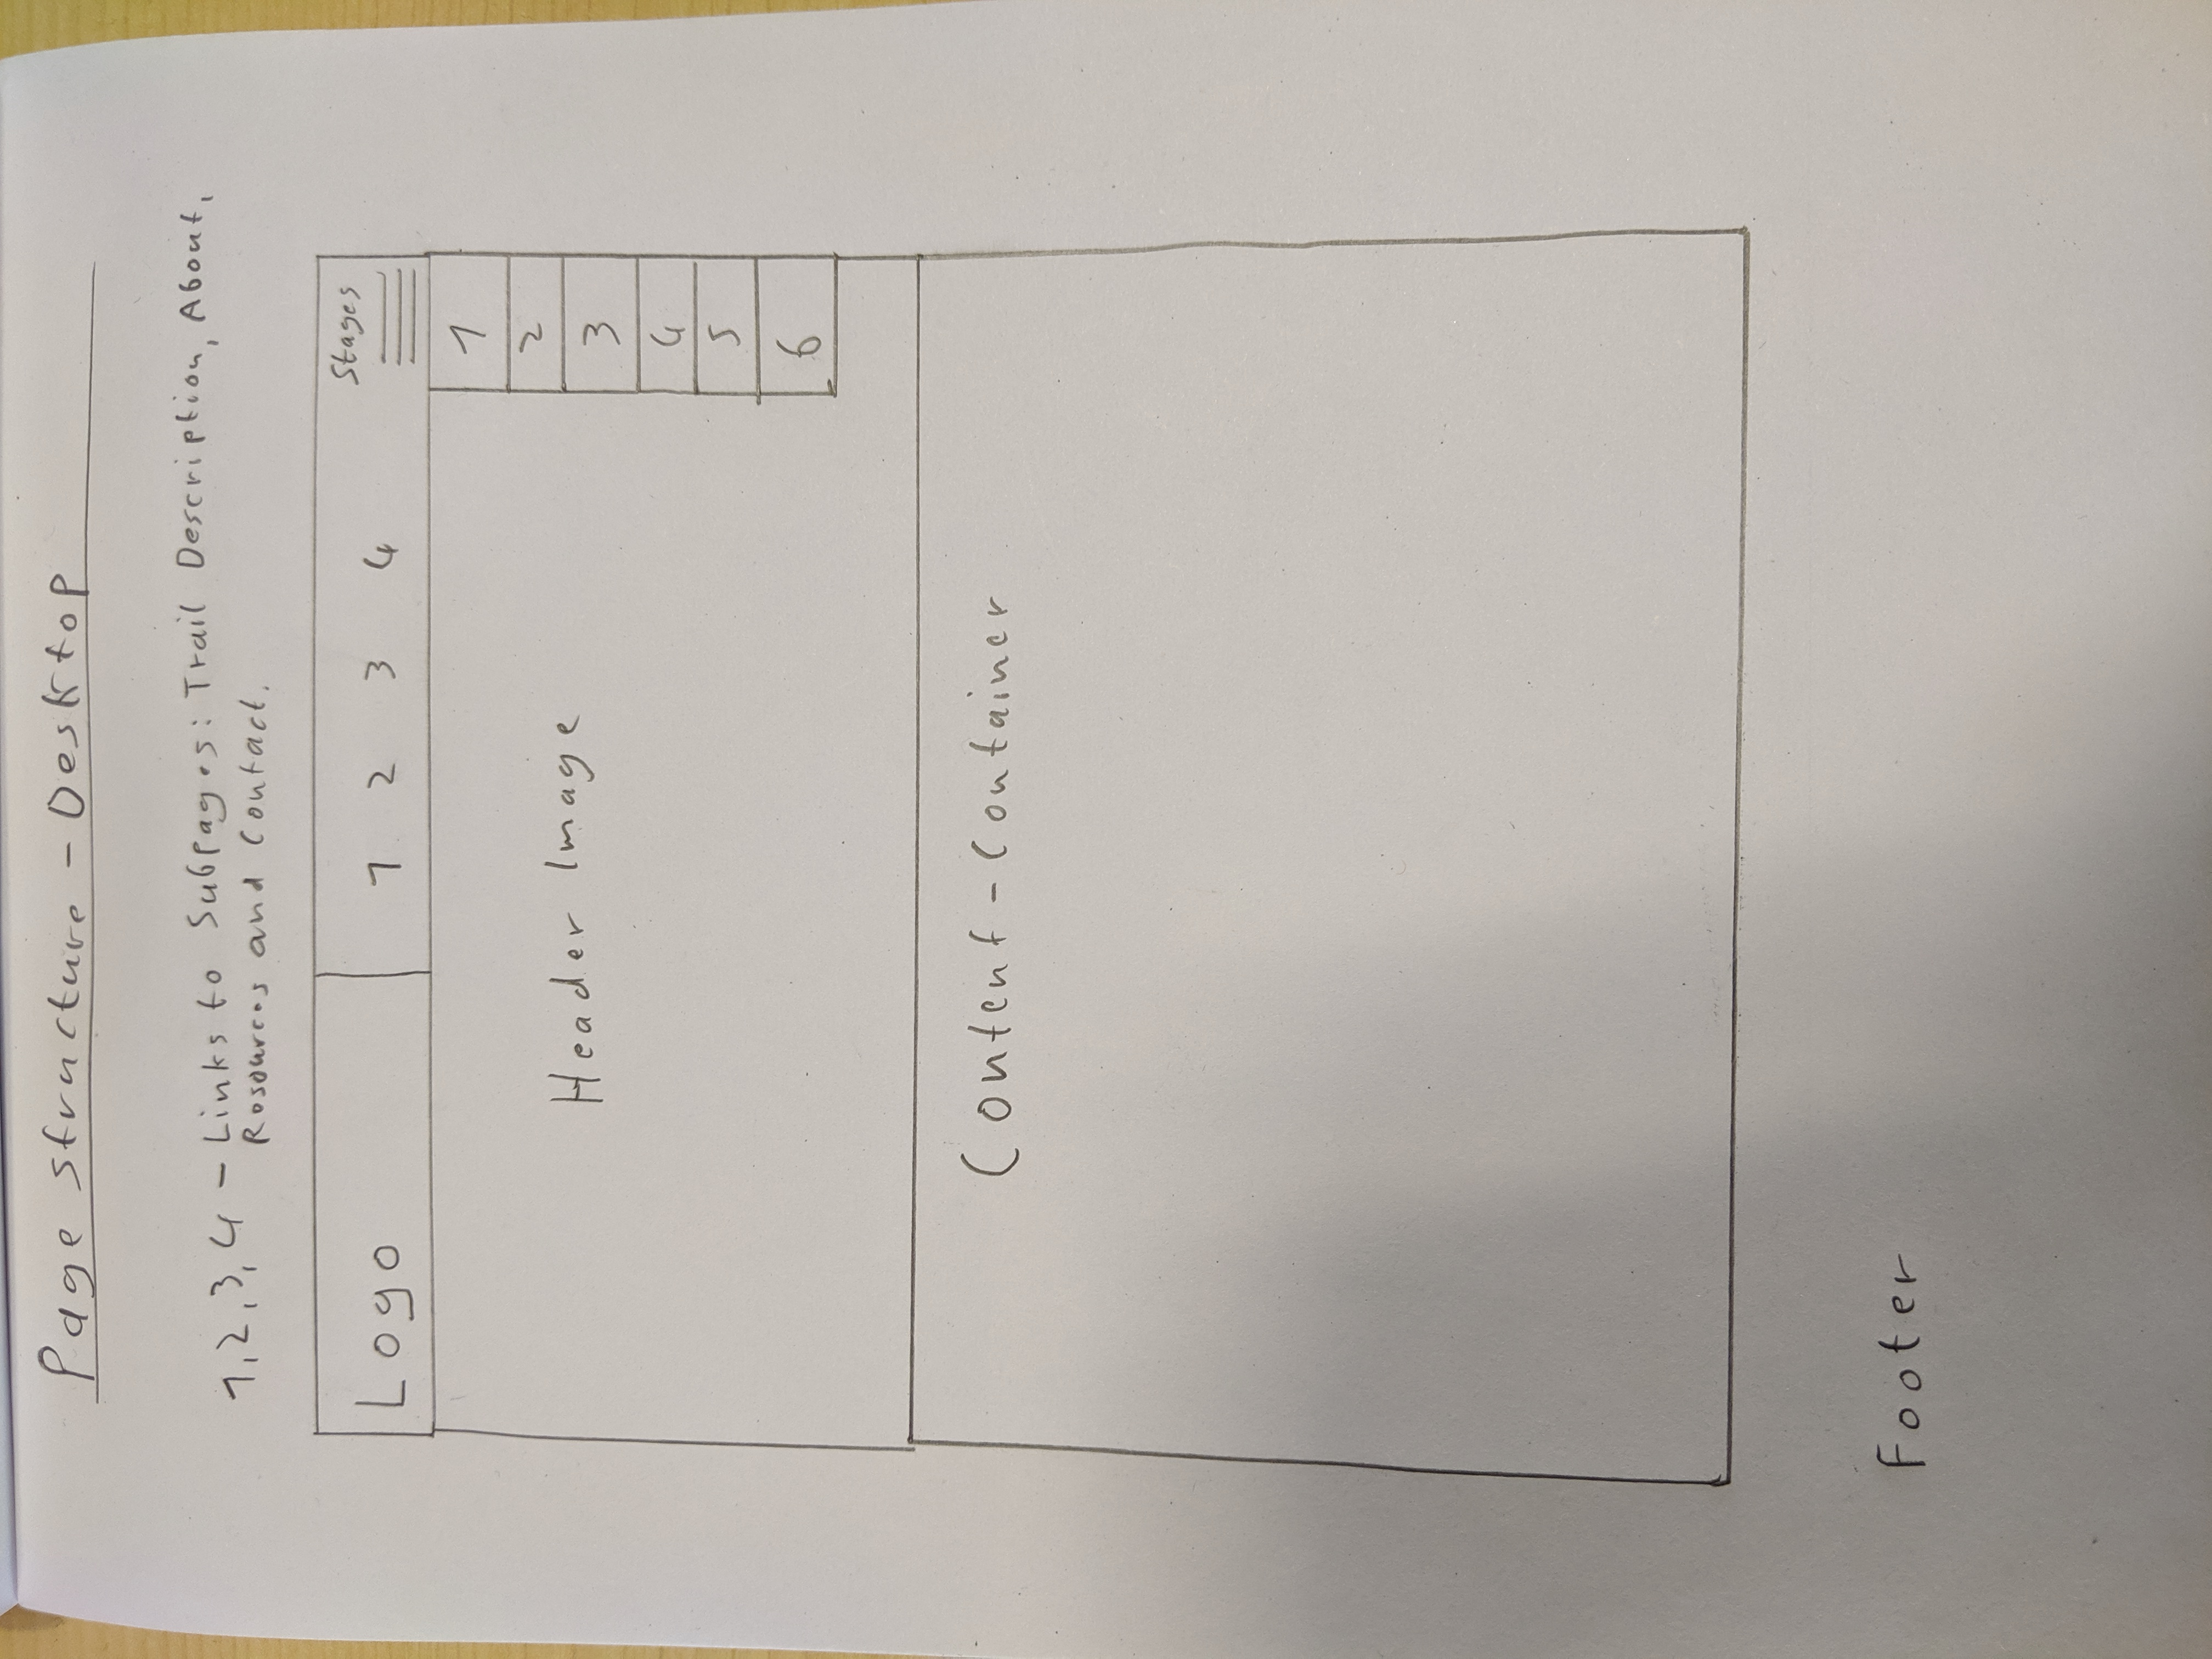 Page structure - Desktop
1,2,3,4 - Links to Subpages: Trail Description, About,
Resources and Contact.
Logo
1 2 3 4
Stages
1
2
3
4
5
6
Header Image
Content-Container
Footer